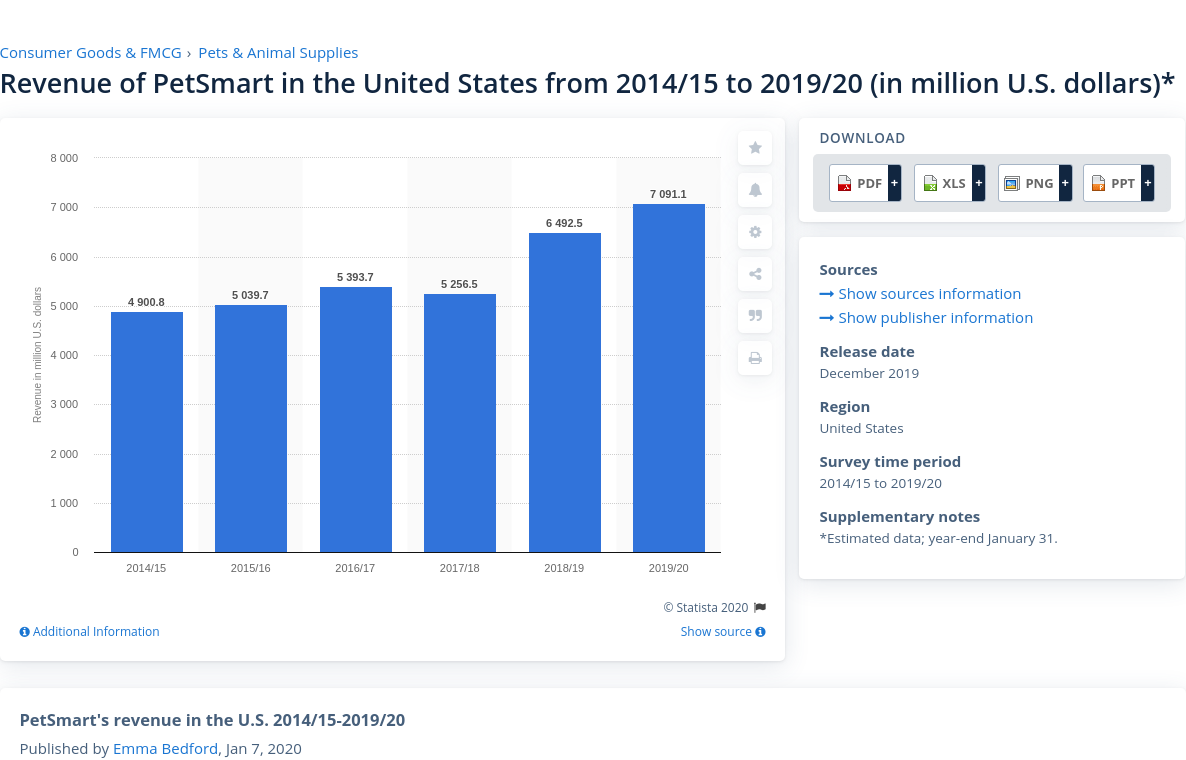 Consumer Goods & FMCG › Pets & Animal Supplies
Revenue of PetSmart in the United States from 2014/15 to 2019/20 (in million U.S. dollars)*
Revenue in million U.S. dollars
8 000
7 000
6 000
5 000
4 000
3 000
2 000
1 000
0
4 900.8
5 039.7
5 393.7
5 256.5
6 492.5
7 091.1
2014/15 2015/16 2016/17 2017/18 2018/19 2019/20
© Statista 2020
Additional Information
Show source
DOWNLOAD
PDF + XLS + PNG + PPT +
Sources
Show sources information
Show publisher information
Release date
December 2019
Region
United States
Survey time period
2014/15 to 2019/20
Supplementary notes
*Estimated data; year-end January 31.
PetSmart's revenue in the U.S. 2014/15-2019/20
Published by Emma Bedford, Jan 7, 2020